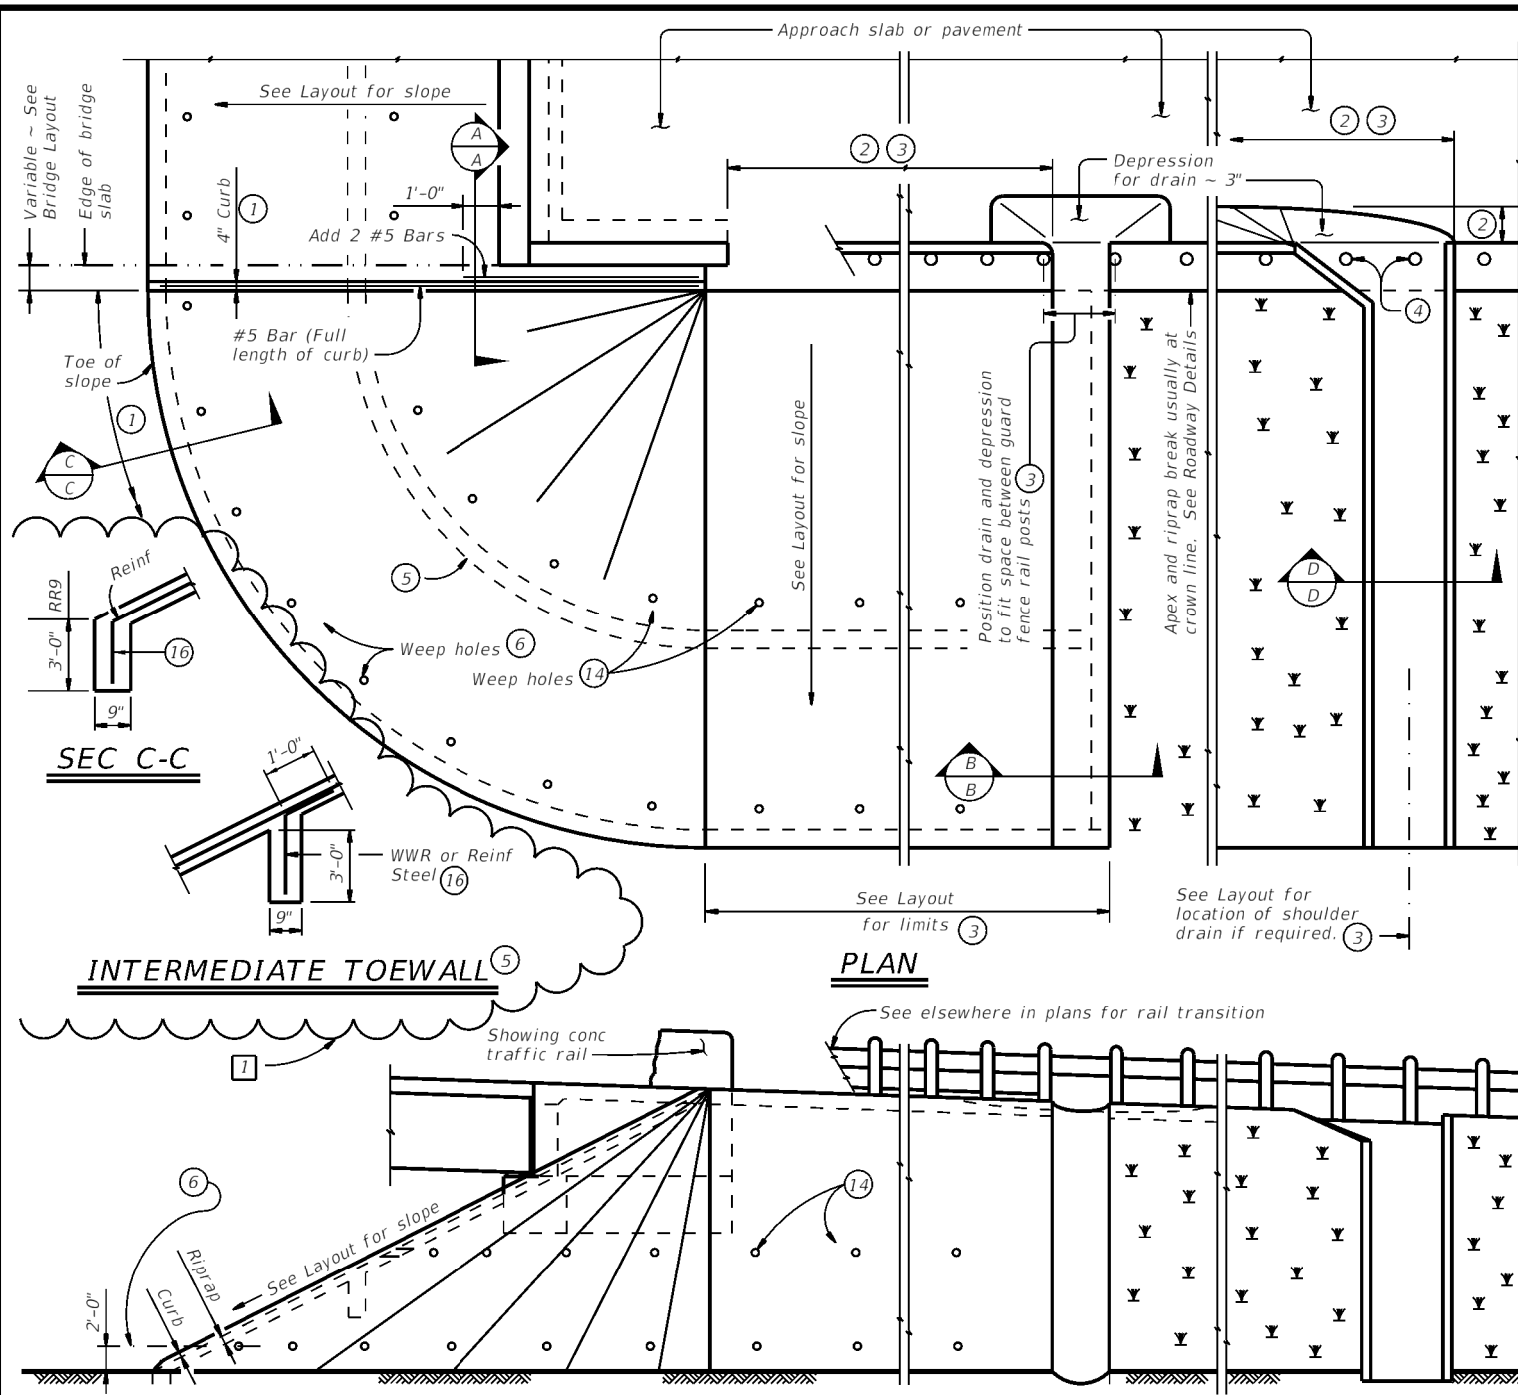 Approach slab or pavement
Variable ~ See
Bridge Layout
Edge of bridge
slab
See Layout for slope
A
A
4" Curb
1
1'-0"
Add 2 #5 Bars
2 3
Depression
for drain ~ 3"
2 3
2
4
#5 Bar (Full
length of curb)
Toe of
slope
1
C
C
See Layout for slope
Position drain and depression
to fit space between guard
fence rail posts
3
Apex and riprap break usually at
crown line. See Roadway Details
D
D
5
Weep holes 6
Weep holes 14
Reinf
RR9
3'-0"
16
9"
SEC C-C
1'-0"
WWR or Reinf
Steel 16
3'-0"
9"
INTERMEDIATE TOEWALL 5
B
B
See Layout
for limits 3
See Layout for
location of shoulder
drain if required. 3
PLAN
1
Showing conc
traffic rail
See elsewhere in plans for rail transition
6
See Layout for slope
Riprap
Curb
2'-0"
14